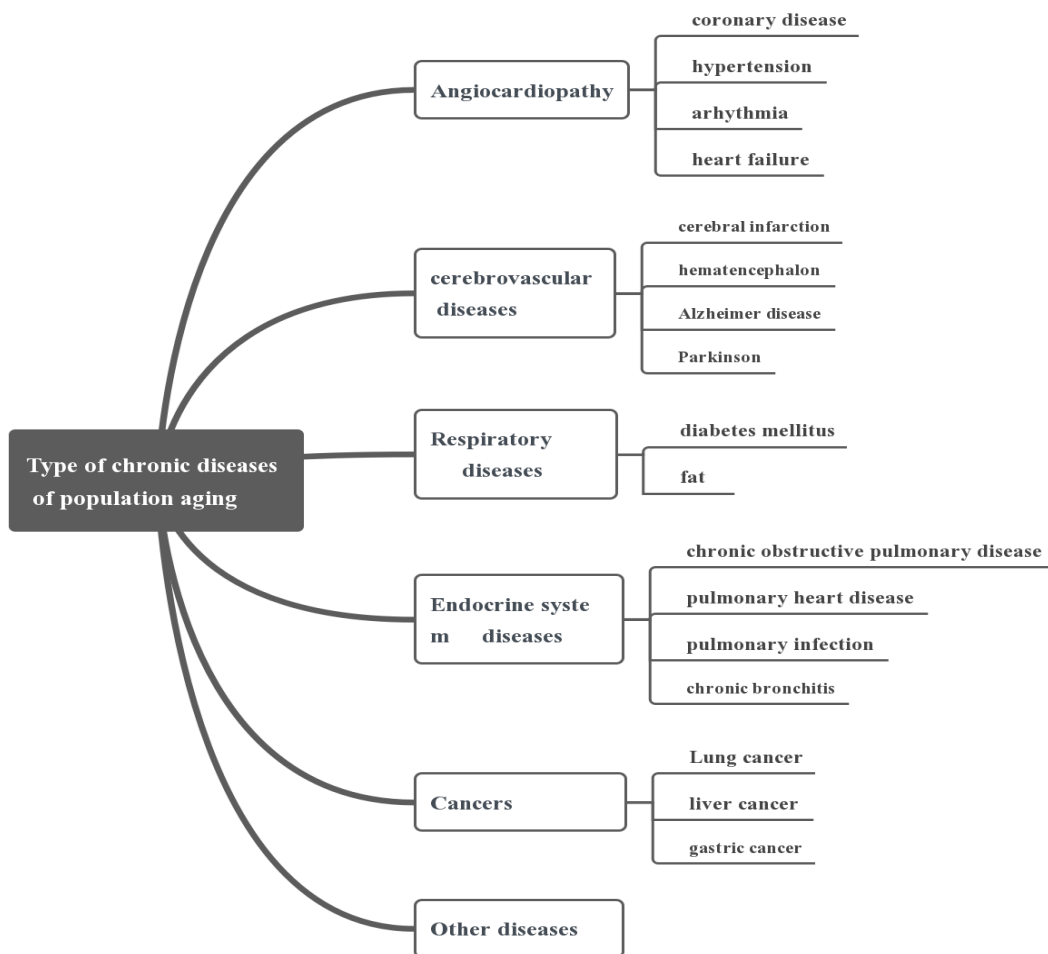 Type of chronic diseases
of population aging
Angiocardiopathy
coronary disease
hypertension
arhythmia
heart failure
cerebrovascular
diseases
cerebral infarction
hematencephalon
Alzheimer disease
Parkinson
Respiratory
diseases
diabetes mellitus
fat
Endocrine syste
m diseases
chronic obstructive pulmonary disease
pulmonary heart disease
pulmonary infection
chronic bronchitis
Cancers
Lung cancer
liver cancer
gastric cancer
Other diseases